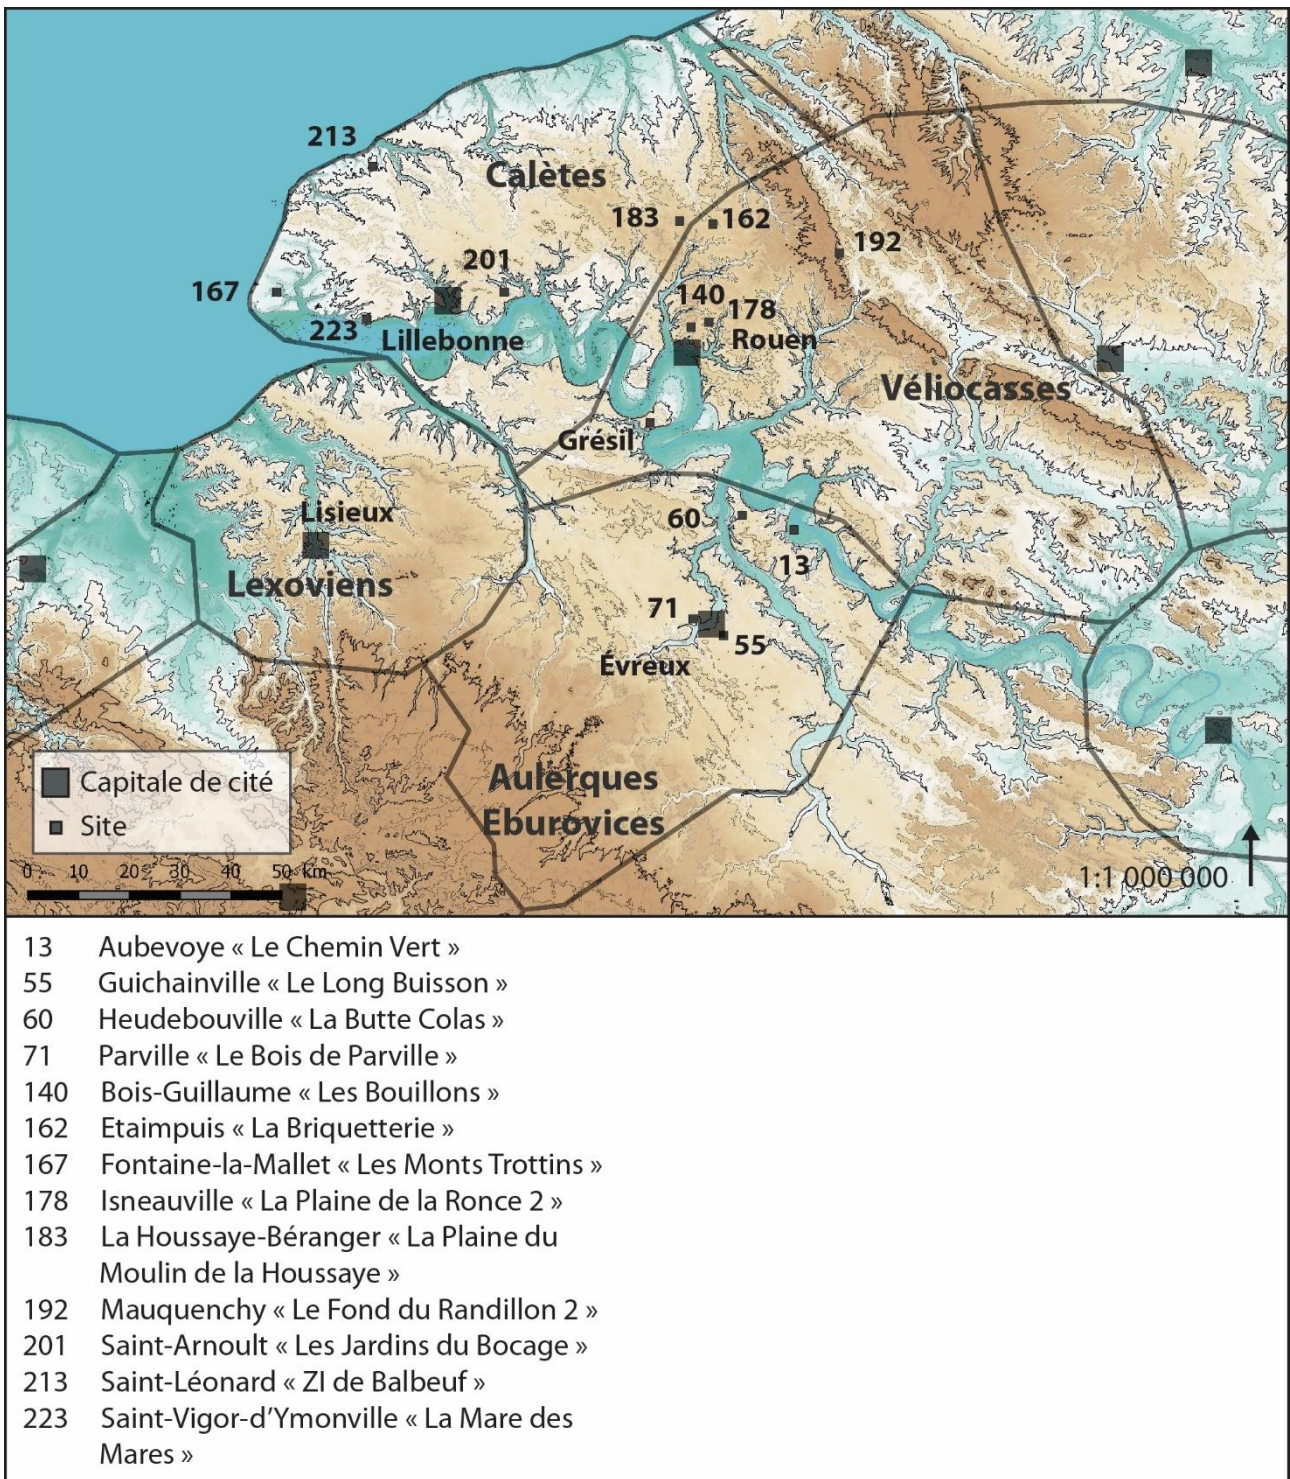 213
Calètes
183
162
192
201
167
140
178
223
Lillebonne
Rouen
Véliocasses
Grésil
60
Lisieux
13
Lexoviens
71
55
Évreux
Capitale de cité
Aulerques
Eburovices
Site
0 10 20 30 40 50 km
1:1 000 000
13 Aubevoye « Le Chemin Vert »
55 Guichainville « Le Long Buisson »
60 Heudebouville « La Butte Colas »
71 Parville « Le Bois de Parville »
140 Bois-Guillaume « Les Bouillons »
162 Etaimpuis « La Briquetterie »
167 Fontaine-la-Mallet « Les Monts Trottins »
178 Isneauville « La Plaine de la Ronce 2 »
183 La Houssaye-Béranger « La Plaine du
Moulin de la Houssaye »
192 Mauquenchy « Le Fond du Randillon 2 »
201 Saint-Arnoult « Les Jardins du Bocage »
213 Saint-Léonard « ZI de Balbeuf »
223 Saint-Vigor-d’Ymonville « La Mare des
Mares »